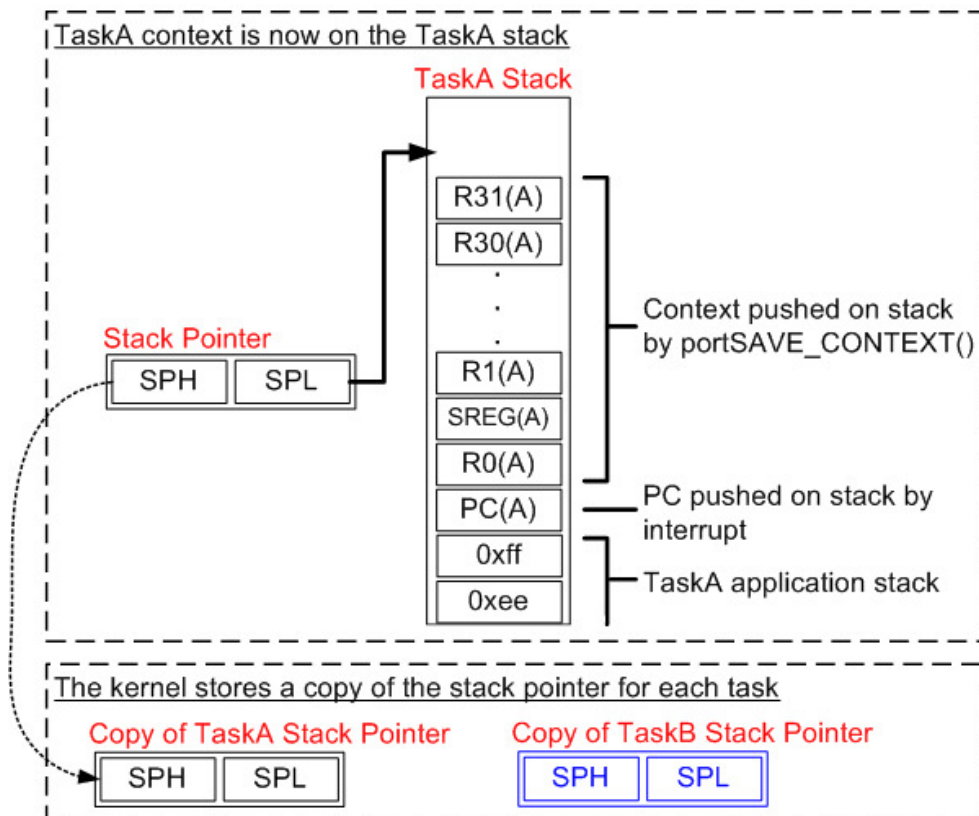 TaskA context is now on the TaskA stack
TaskA Stack
R31(A)
R30(A)
.
.
.
Context pushed on stack
by portSAVE_CONTEXT()
Stack Pointer
SPH SPL
R1(A)
SREG(A)
R0(A)
PC(A)
PC pushed on stack by
interrupt
0xff
0xee
TaskA application stack
The kernel stores a copy of the stack pointer for each task
Copy of TaskA Stack Pointer
SPH SPL
Copy of TaskB Stack Pointer
SPH SPL